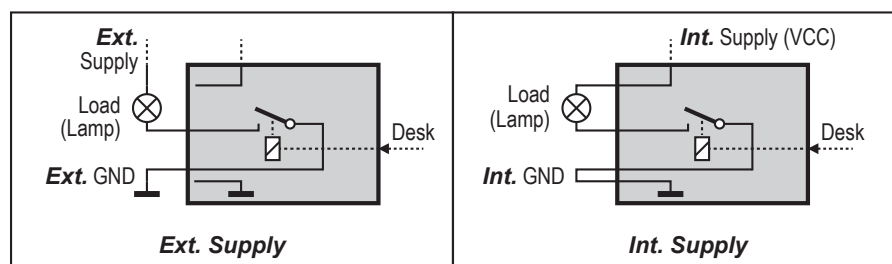 Ext.
Supply
Load
(Lamp)
Desk
Ext. GND
Ext. Supply
Int. Supply (VCC)
Load
(Lamp)
Desk
Int. GND
Int. Supply